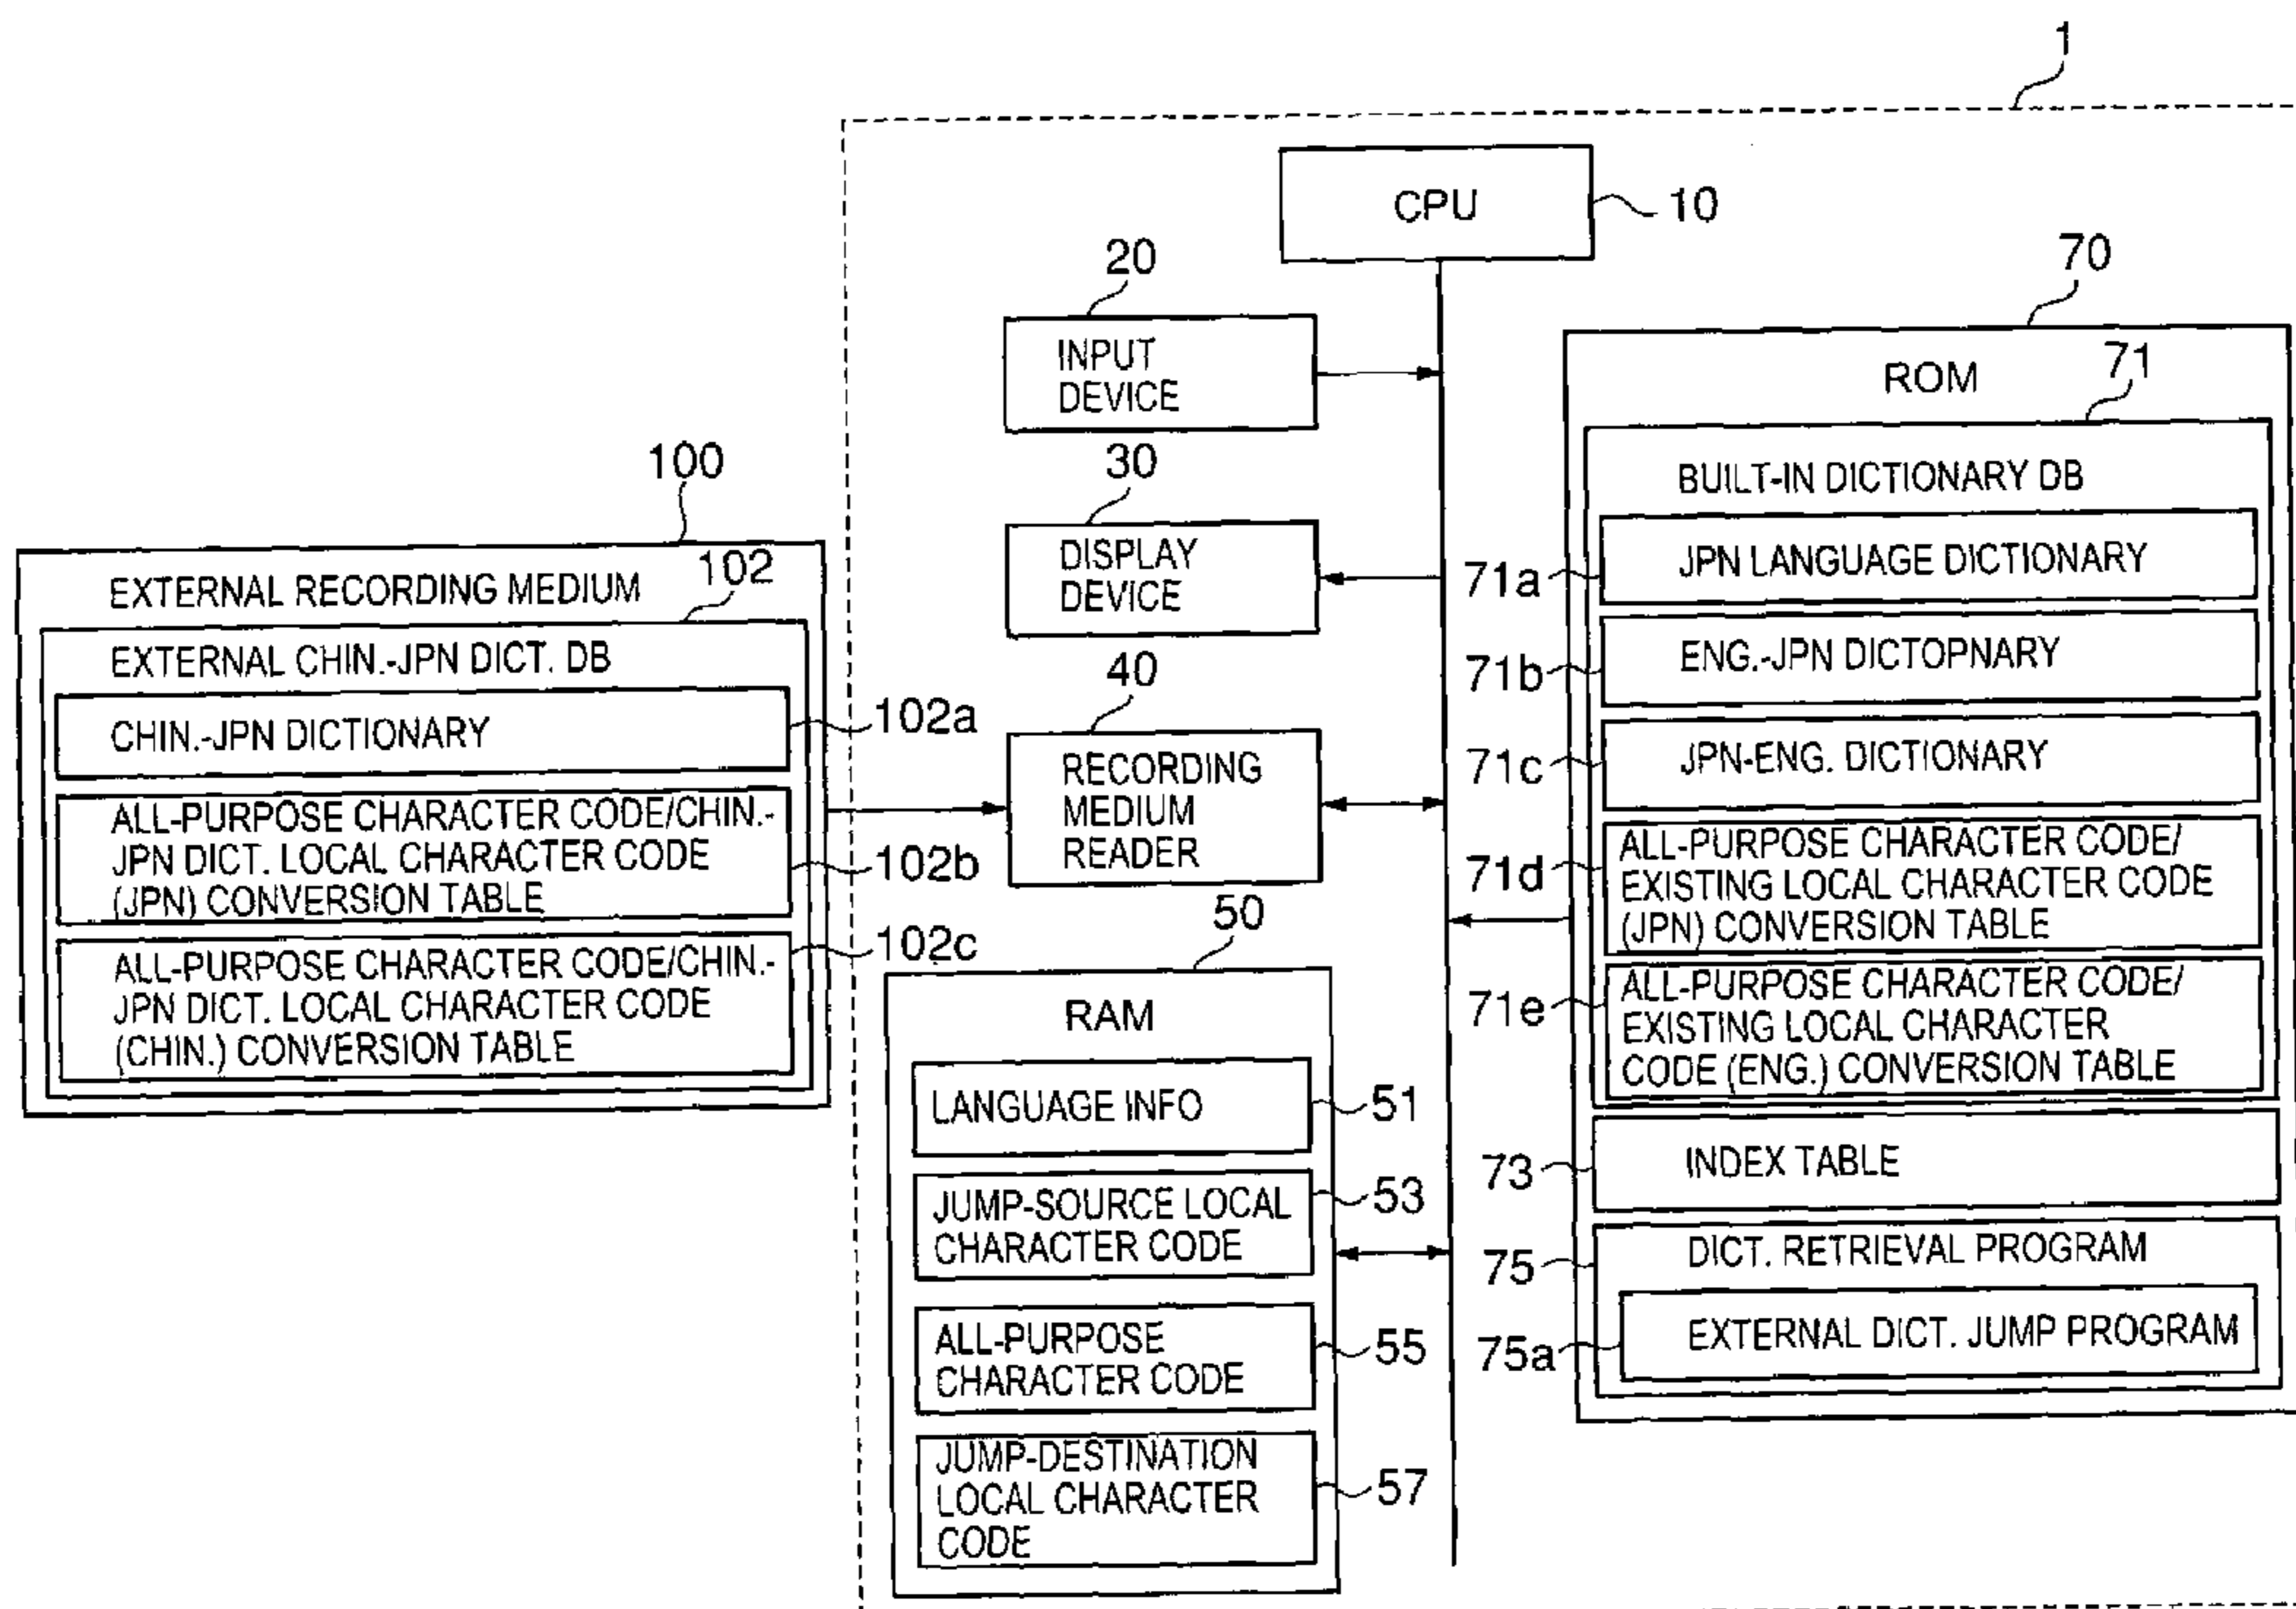 1
CPU
10
20
INPUT
DEVICE
30
DISPLAY
DEVICE
40
RECORDING
MEDIUM
READER
100
EXTERNAL RECORDING MEDIUM
102
EXTERNAL CHIN.-JPN DICT. DB
CHIN.-JPN DICTIONARY
102a
ALL-PURPOSE CHARACTER CODE/CHIN.-
JPN DICT. LOCAL CHARACTER CODE
(JPN) CONVERSION TABLE
102b
ALL-PURPOSE CHARACTER CODE/CHIN.-
JPN DICT. LOCAL CHARACTER CODE
(CHIN.) CONVERSION TABLE
102c
50
RAM
LANGUAGE INFO
51
JUMP-SOURCE LOCAL
CHARACTER CODE
53
ALL-PURPOSE
CHARACTER CODE
55
JUMP-DESTINATION
LOCAL CHARACTER
CODE
57
70
ROM
71
BUILT-IN DICTIONARY DB
71a
JPN LANGUAGE DICTIONARY
71b
ENG.-JPN DICTOPNARY
71c
JPN-ENG. DICTIONARY
71d
ALL-PURPOSE CHARACTER CODE/
EXISTING LOCAL CHARACTER CODE
(JPN) CONVERSION TABLE
71e
ALL-PURPOSE CHARACTER CODE/
EXISTING LOCAL CHARACTER
CODE (ENG.) CONVERSION TABLE
73
INDEX TABLE
75
DICT. RETRIEVAL PROGRAM
75a
EXTERNAL DICT. JUMP PROGRAM